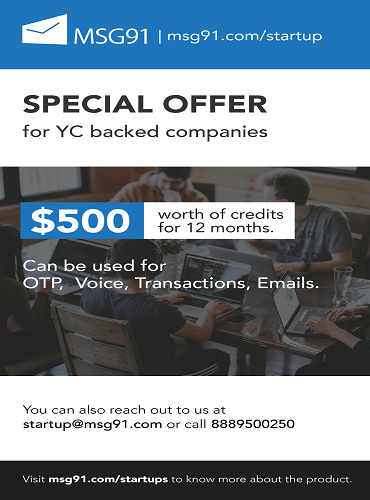 MSG91 | msg91.com/startup
SPECIAL OFFER
for YC backed companies
$500 worth of credits
for 12 months.
Can be used for
OTP, Voice, Transactions, Emails.
You can also reach out to us at
startup@msg91.com or call 8889500250
Visit msg91.com/startups to know more about the product.